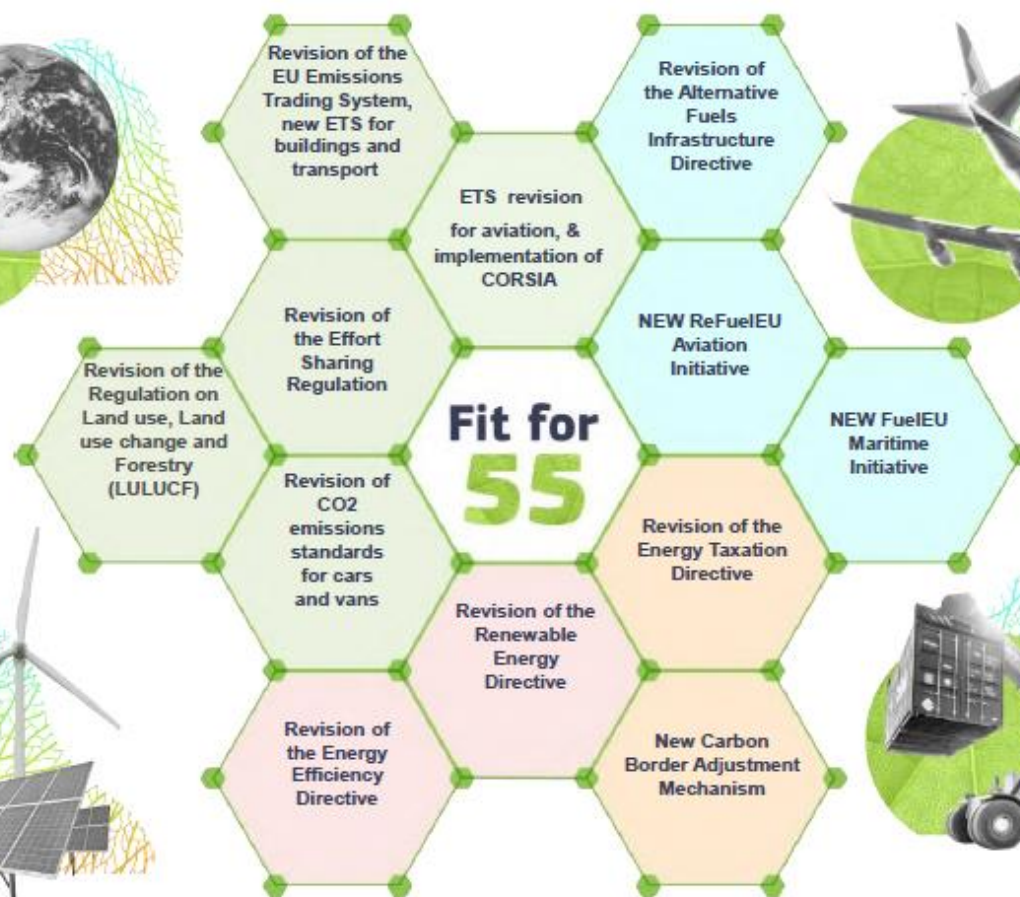 Revision of the
EU Emissions
Trading System,
new ETS for
buildings and
transport
Revision of
the Alternative
Fuels
Infrastructure
Directive
ETS revision
for aviation, &
implementation of
CORSIA
Revision of
the Effort
Sharing
Regulation
NEW ReFuelEU
Aviation
Initiative
Revision of the
Regulation on
Land use, Land
use change and
Forestry
(LULUCF)
Fit for
55
NEW FuelEU
Maritime
Initiative
Revision of
CO2
emissions
standards
for cars
and vans
Revision of the
Energy Taxation
Directive
Revision of the
Renewable
Energy
Directive
Revision of
the Energy
Efficiency
Directive
New Carbon
Border Adjustment
Mechanism